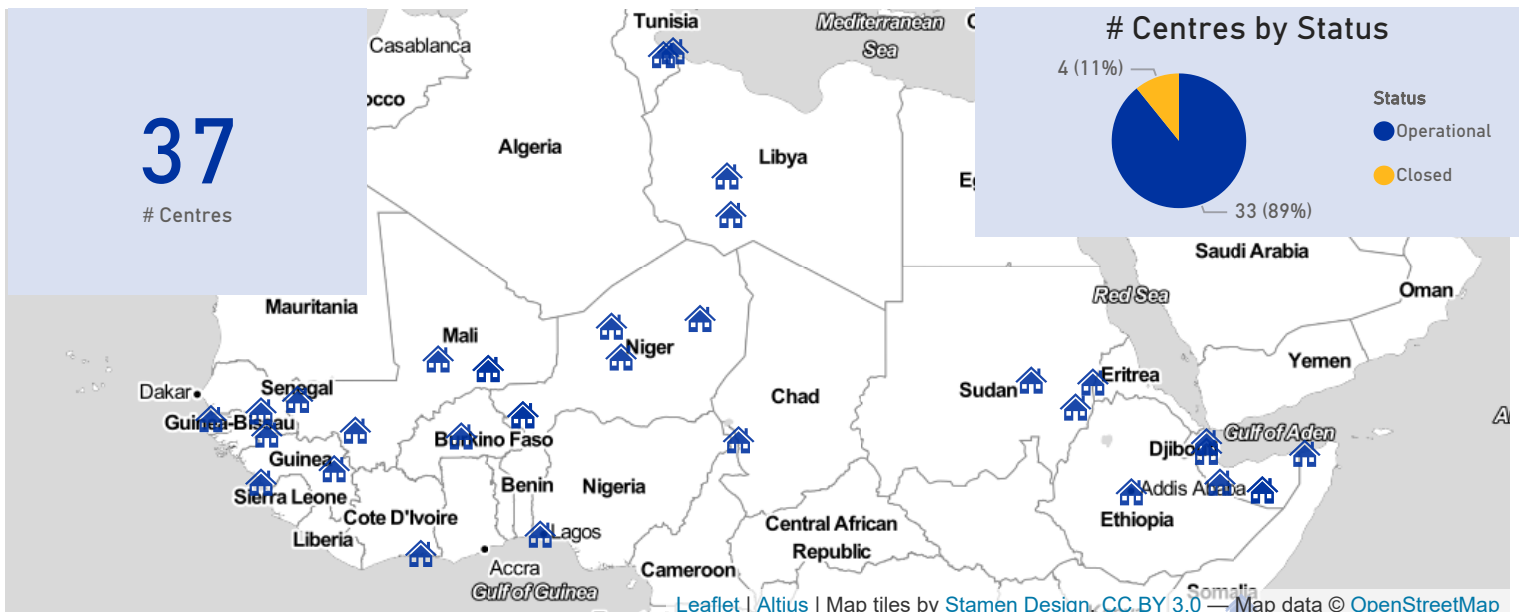 37
# Centres
# Centres by Status
4 (11%)
33 (89%)
Status
Operational
Closed
Tunisia
Mediterranean
Sea
Casablanca
occo
Algeria
Libya
Eg
Saudi Arabia
Red Sea
Oman
Mauritania
Mali
Niger
Yemen
Dakar
Senegal
Chad
Sudan
Eritrea
Guinea-Bissau
Burkino Faso
Djibouti
Gulf of Aden
A
Guinea
Benin
Nigeria
Addis Ababa
Sierra Leone
Cote D'Ivoire
Ethiopia
Liberia
Lagos
Central African
Republic
Accra
Cameroon
Gulf of Guinea
Somalia
Leaflet | Altius | Map tiles by Stamen Design, CC BY 3.0 — Map data © OpenStreetMap